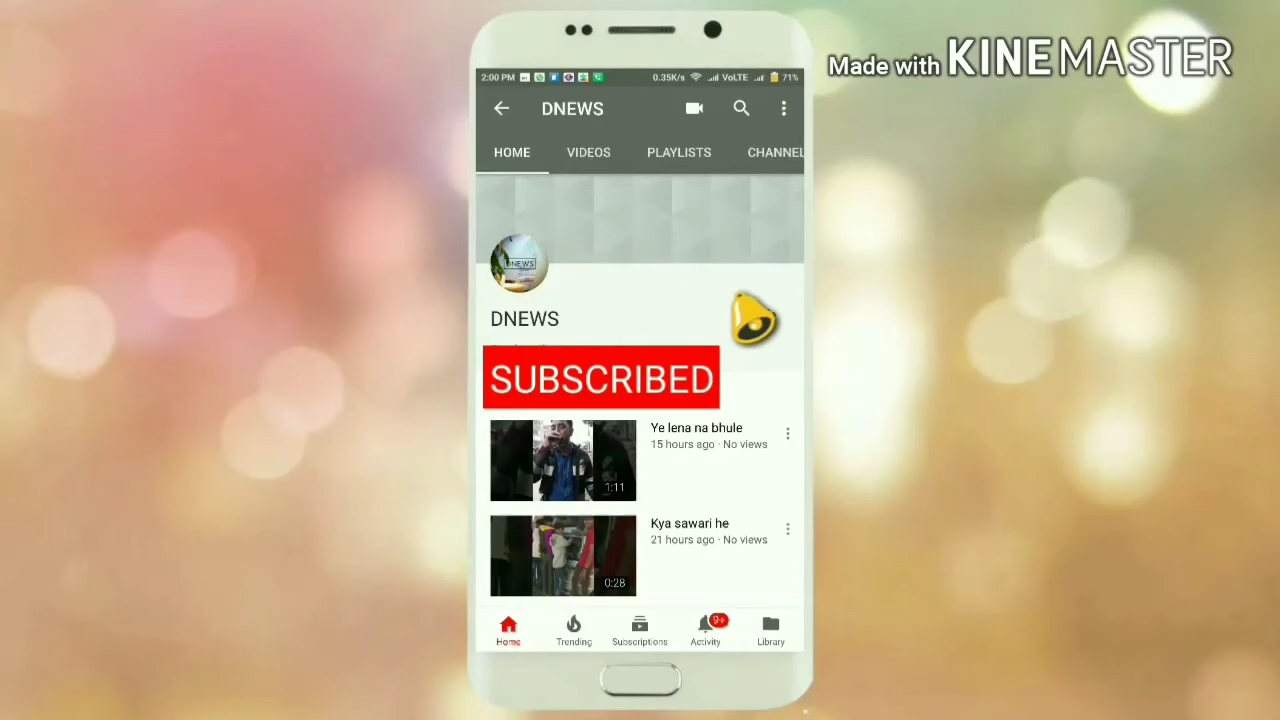 Made with KINEMASTER
2:00 PM
0.35K/s VoLTE 71%
DNEWS
HOME VIDEOS PLAYLISTS CHANNEL
DNEWS
DNEWS
SUBSCRIBED
Ye lena na bhule
15 hours ago · No views
1:11
Kya sawari he
21 hours ago · No views
0:28
9+
Home Trending Subscriptions Activity Library